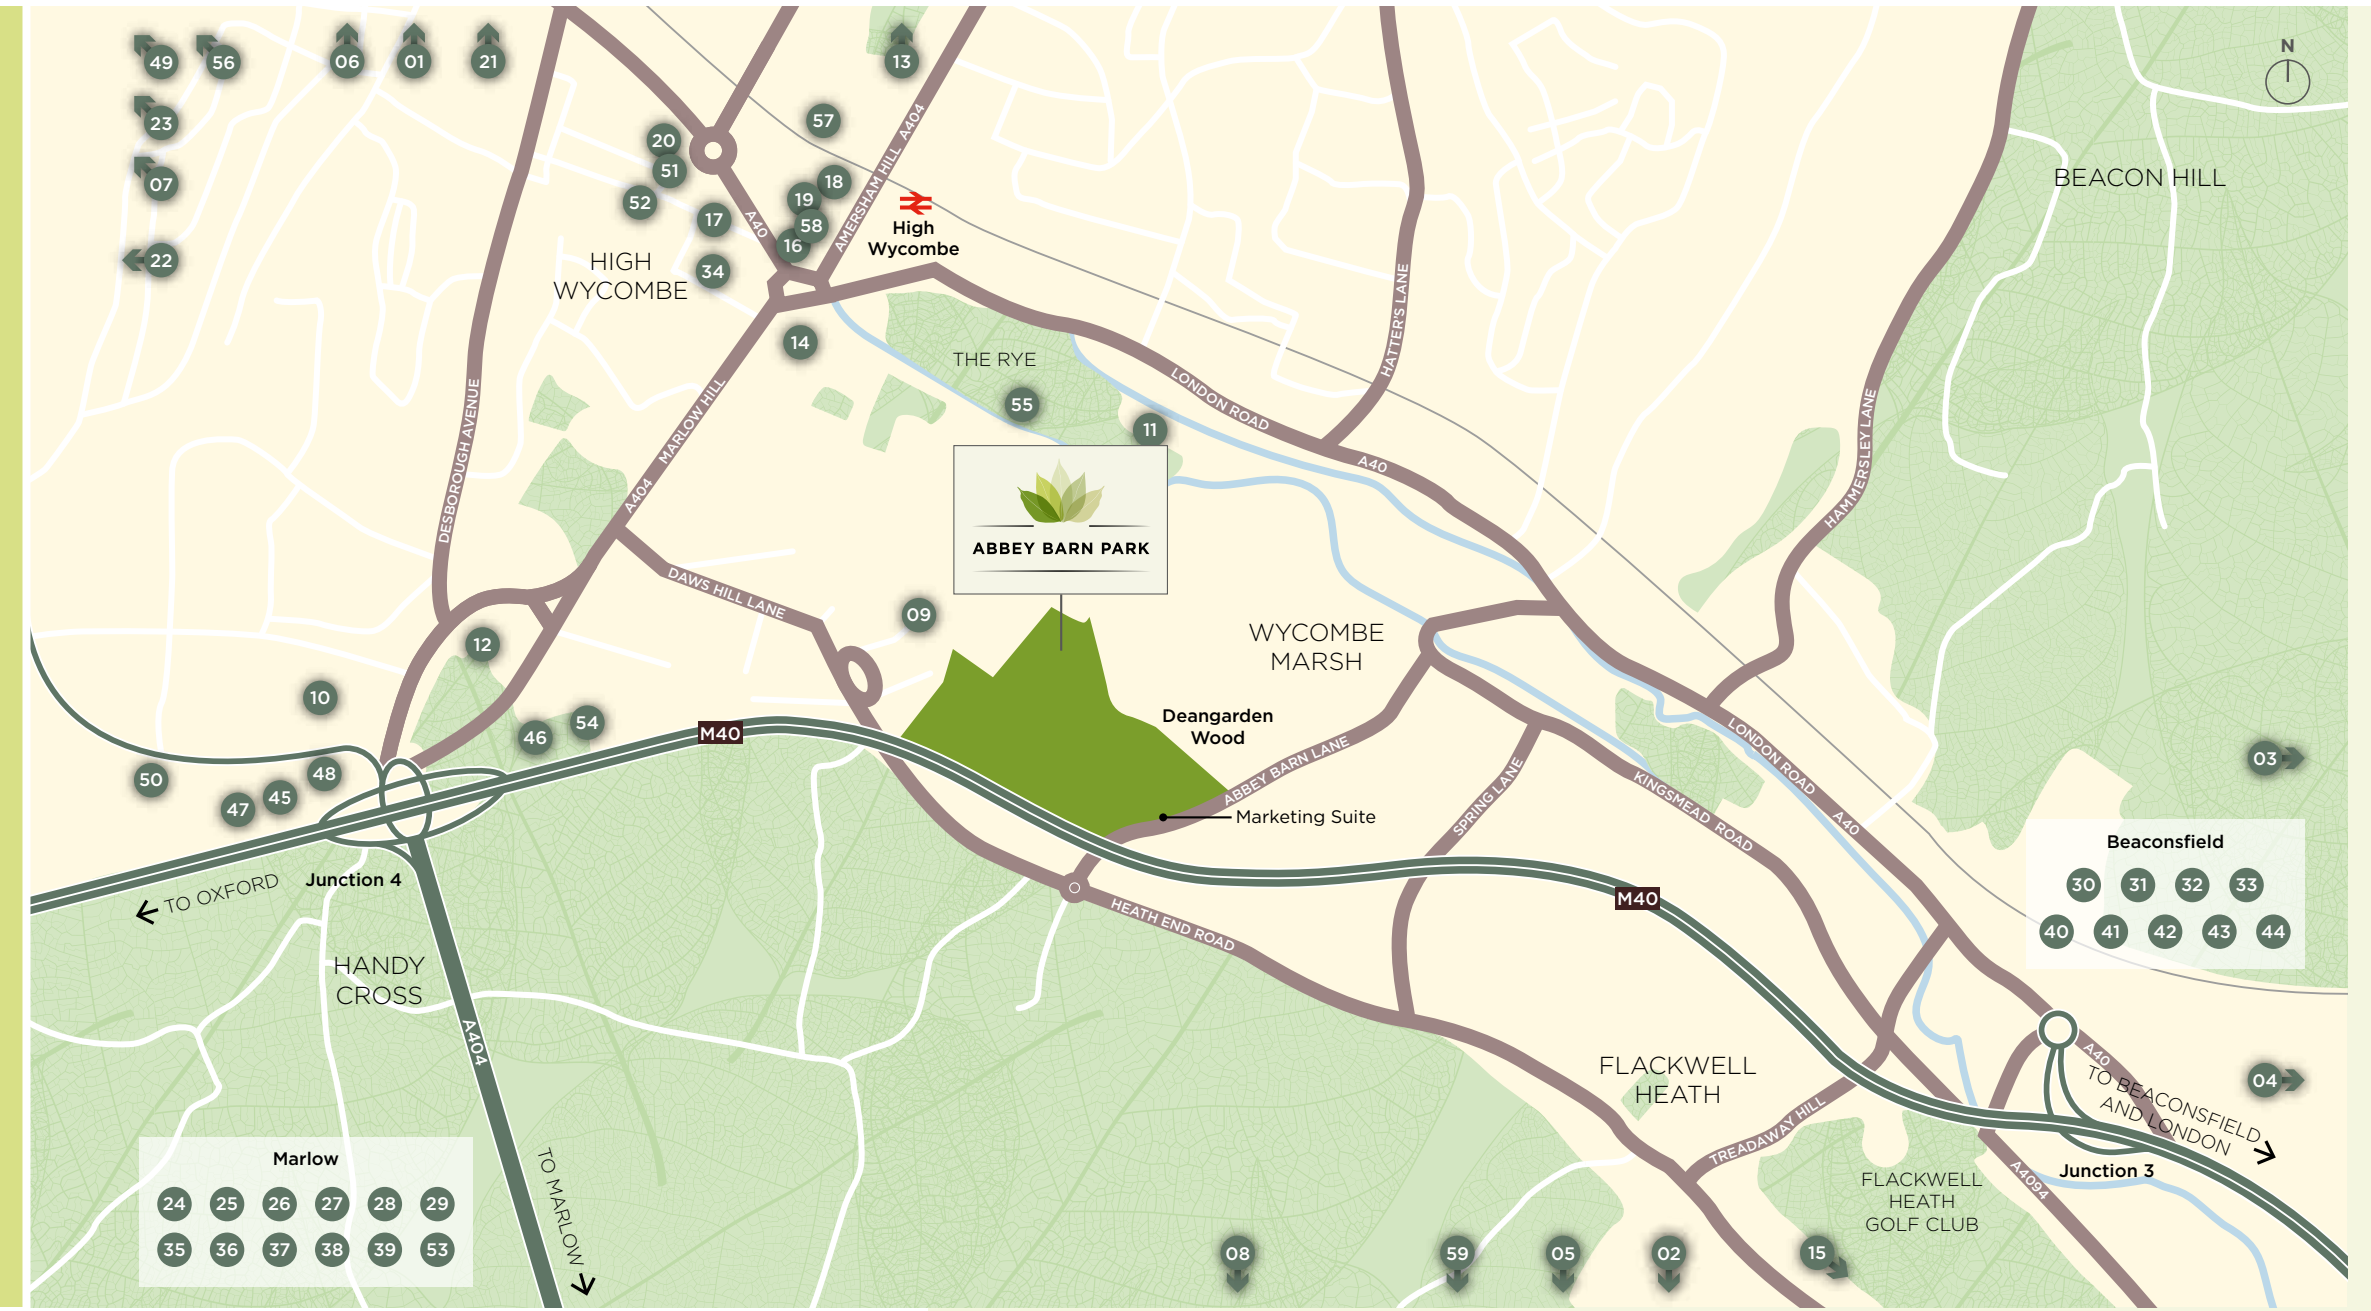 49
56
06
01
21
13
N
23
57
20
51
07
18
52
19
17
58
16
22
34
A40
AMERSHAM HILL A404
High
Wycombe
HIGH
WYCOMBE
BEACON HILL
14
THE RYE
55
11
HATTER'S LANE
LONDON ROAD
A40
DESBOROUGH AVENUE
MARLOW HILL
A404
HAMMERSLEY LANE
ABBEY BARN PARK
DAWS HILL LANE
09
12
WYCOMBE
MARSH
10
46
54
M40
Deangarden
Wood
50
47
45
48
ABBEY BARN LANE
Marketing Suite
SPRING LANE
KINGSMEAD ROAD
LONDON ROAD
A40
03
Beaconsfield
30 31 32 33
40 41 42 43 44
TO OXFORD
Junction 4
HEATH END ROAD
M40
HANDY
CROSS
A404
FLACKWELL
HEATH
A40
TO BEACONSFIELD
AND LONDON
04
TREADAWAY HILL
Junction 3
A4094
FLACKWELL
HEATH
GOLF CLUB
Marlow
24 25 26 27 28 29
35 36 37 38 39 53
TO MARLOW
08
59
05
02
15